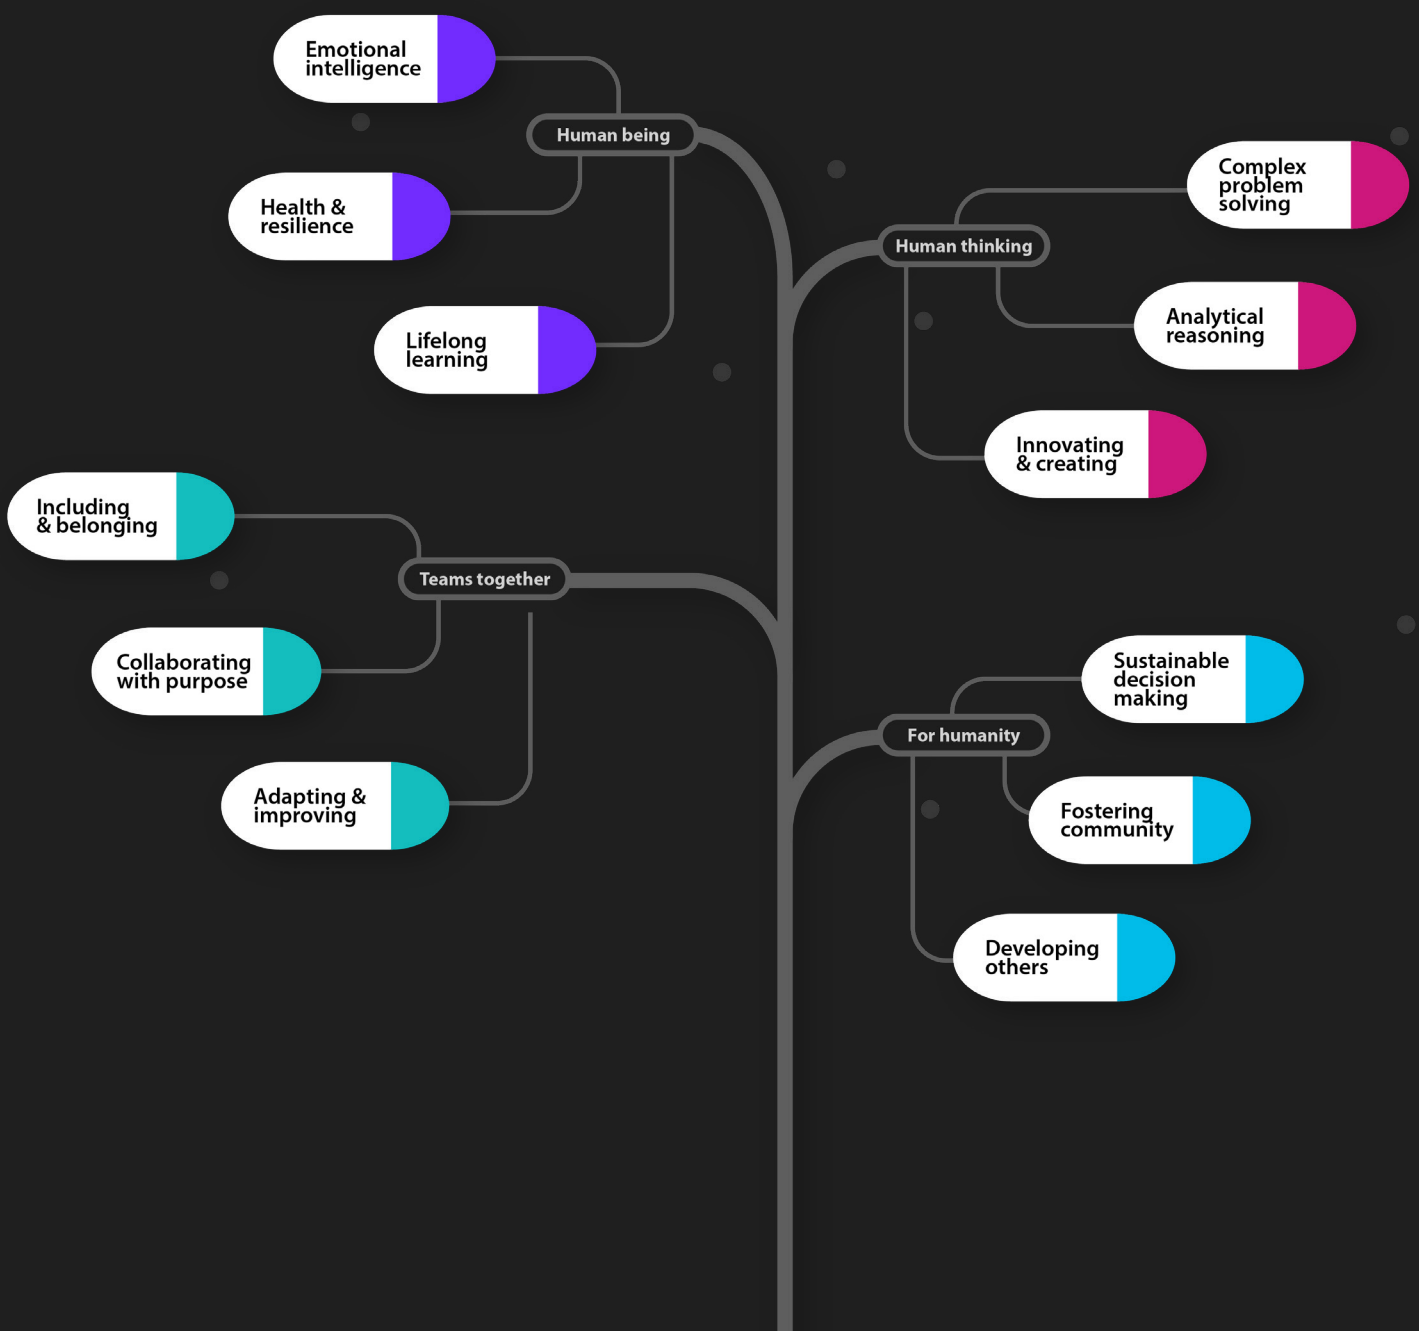 Emotional
intelligence
Human being
Health &
resilience
Lifelong
learning
Complex
problem
solving
Human thinking
Analytical
reasoning
Innovating
& creating
Including
& belonging
Teams together
Collaborating
with purpose
Adapting &
improving
Sustainable
decision
making
For humanity
Fostering
community
Developing
others